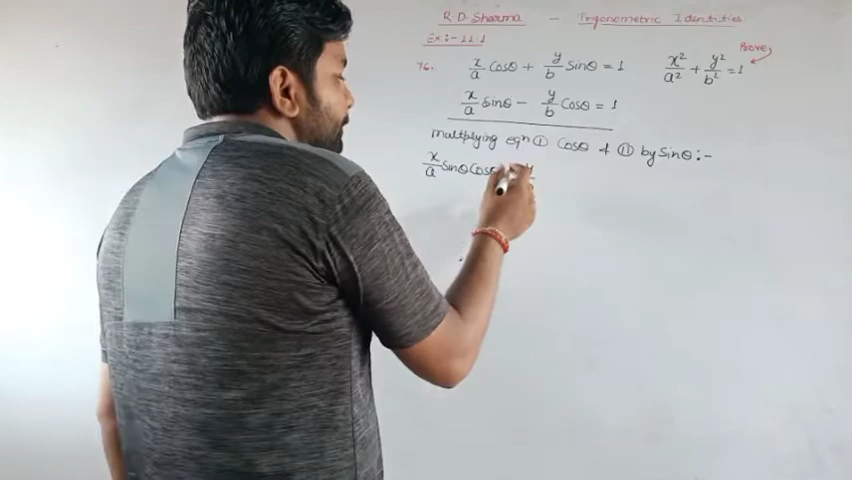 R.D. Sharma - Trigonometric Identities
Ex:- 11.1
76. x/a Cosθ + y/b Sinθ = 1 x²/a² + y²/b² = 1 Prove
x/a Sinθ - y/b Cosθ = 1
multplying eqn ① Cosθ & ⑪ by Sinθ :-
x/a Sinθ Cosθ y